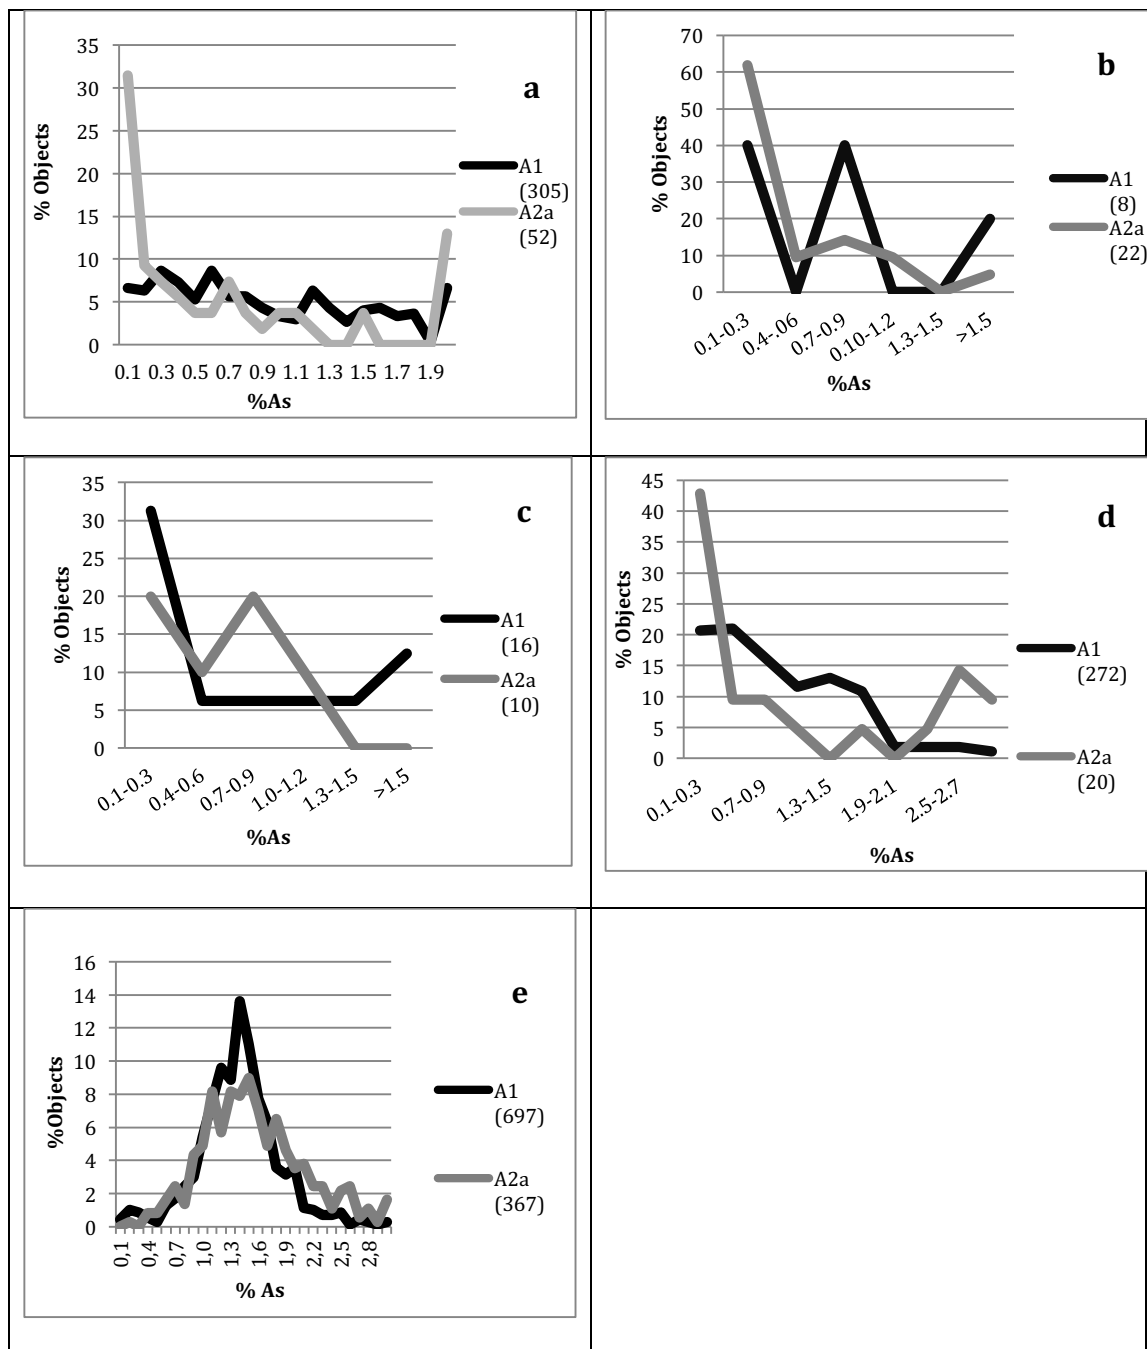 a
35
30
25
20
15
10
5
0
% Objects
0.1 0.3 0.5 0.7 0.9 1.1 1.3 1.5 1.7 1.9
%As
A1
(305)
A2a
(52)
b
70
60
50
40
30
20
10
0
% Objects
0.1-0.3 0.4-.06 0.7-0.9 0.10-1.2 1.3-1.5 >1.5
%As
A1
(8)
A2a
(22)
c
35
30
25
20
15
10
5
0
% Objects
0.1-0.3 0.4-0.6 0.7-0.9 1.0-1.2 1.3-1.5 >1.5
%As
A1
(16)
A2a
(10)
d
45
40
35
30
25
20
15
10
5
0
% Objects
0.1-0.3 0.7-0.9 1.3-1.5 1.9-2.1 2.5-2.7
%As
A1
(272)
A2a
(20)
e
16
14
12
10
8
6
4
2
0
%Objects
0,1 0,4 0,7 1,0 1,3 1,6 1,9 2,2 2,5 2,8
% As
A1
(697)
A2a
(367)